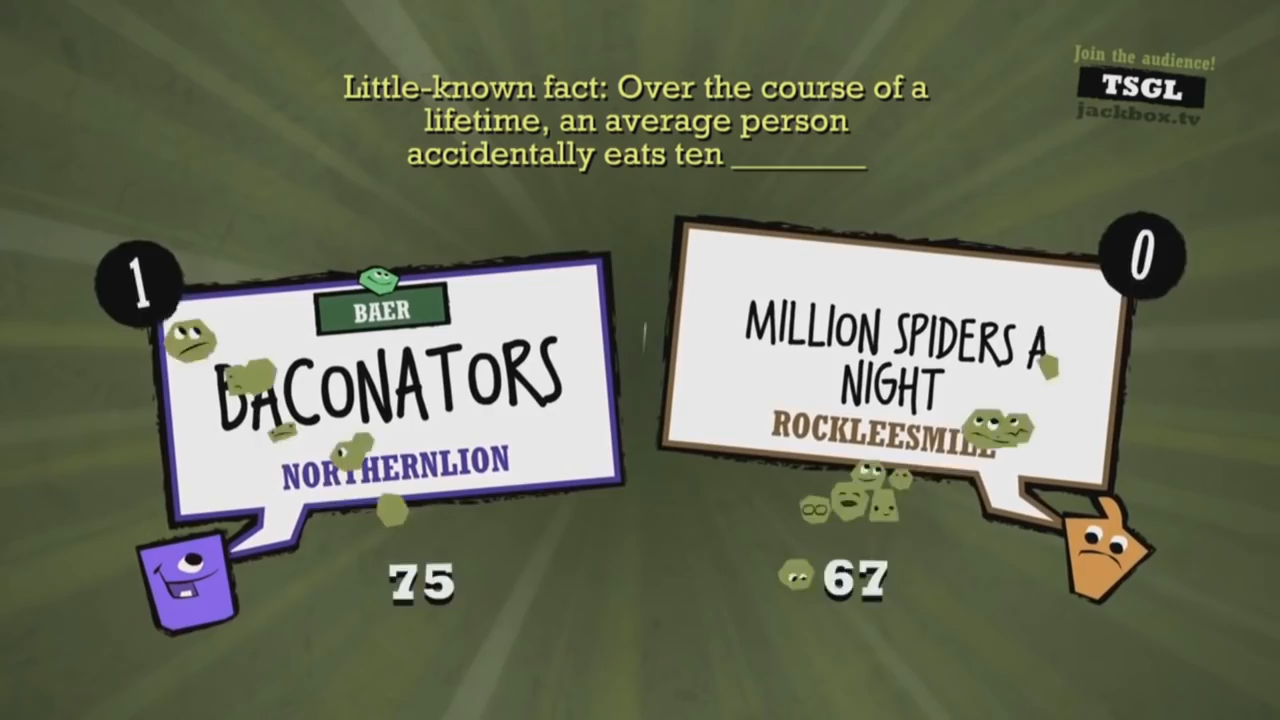 Join the audience!
TSGL
jackbox.tv
Little-known fact: Over the course of a
lifetime, an average person
accidentally eats ten ________
1
0
BAER
BACONATORS
NORTHERNLION
MILLION SPIDERS A
NIGHT
75
67